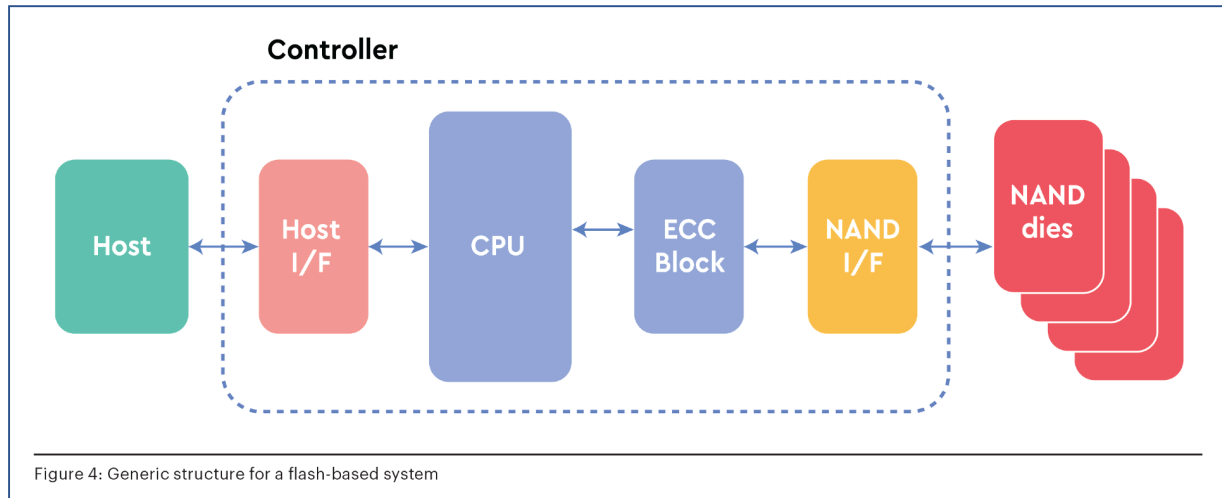 Controller
Host
Host
I/F
CPU
ECC
Block
NAND
I/F
NAND
dies
Figure 4: Generic structure for a flash-based system